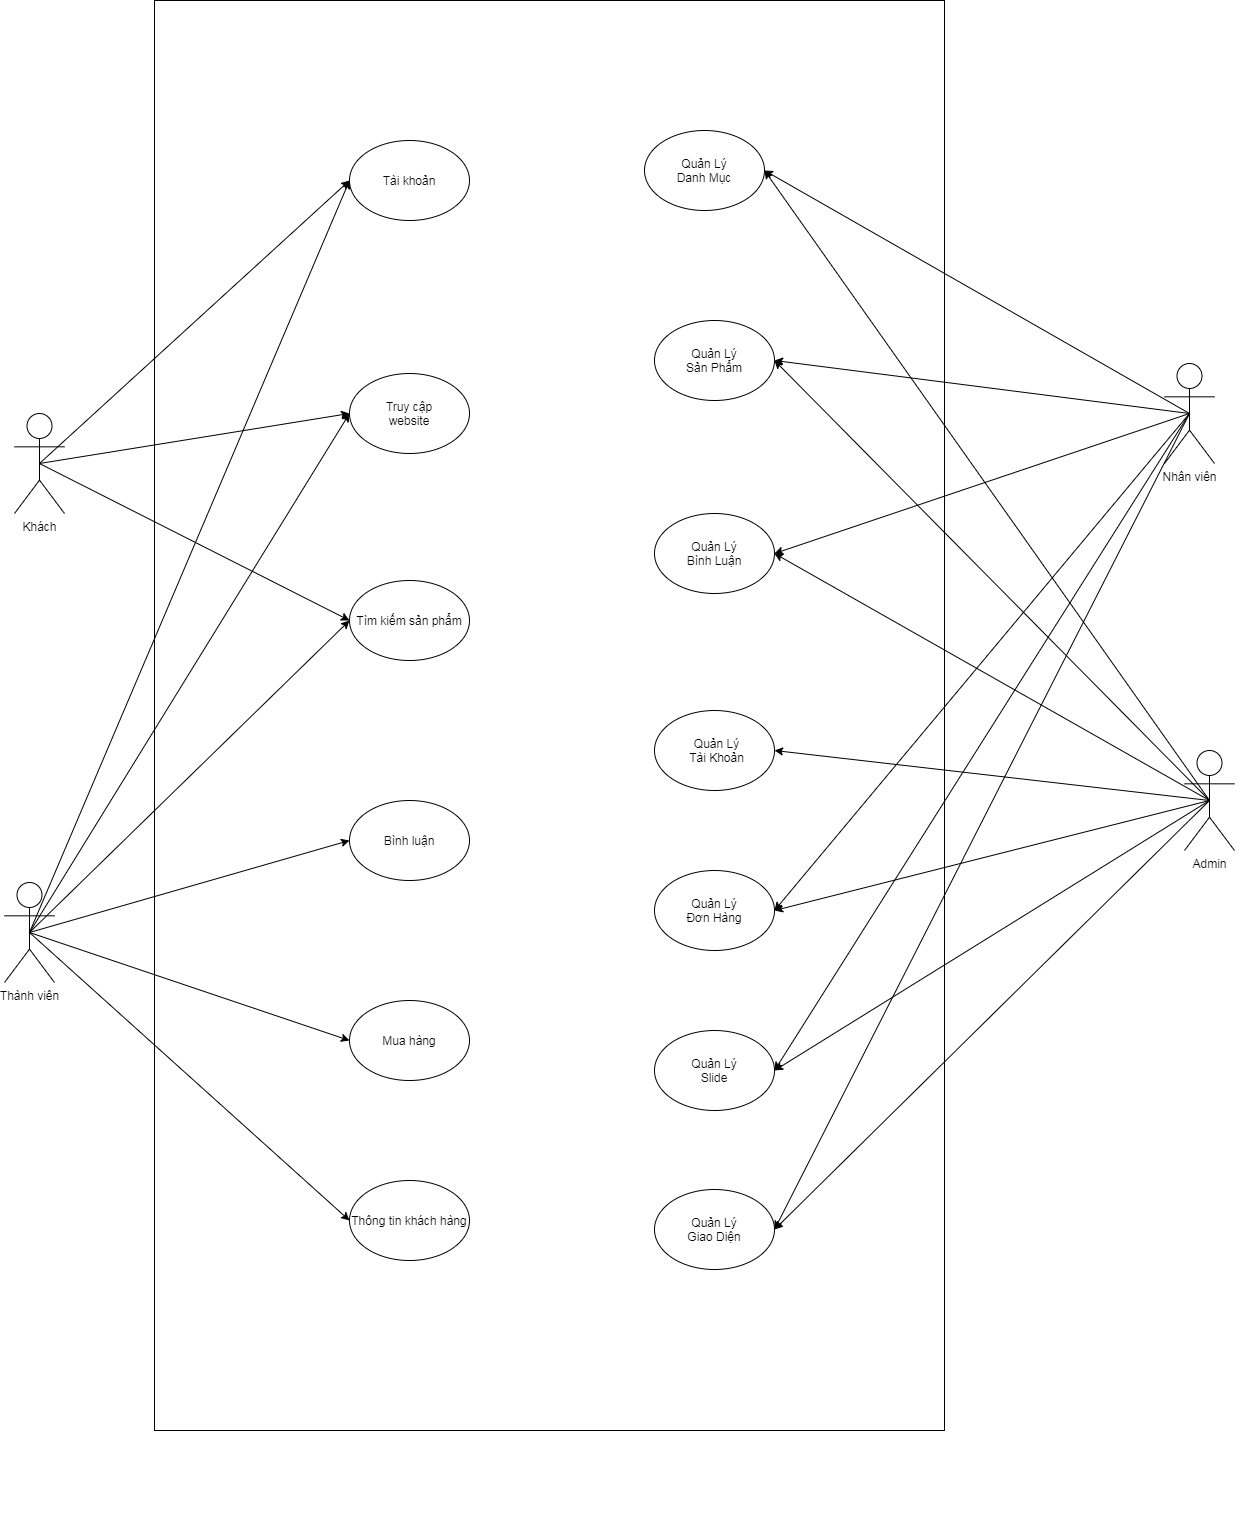 Tài khoản
Quản Lý
Danh Mục
Quản Lý
Sản Phẩm
Truy cập
website
Nhân viên
Khách
Quản Lý
Bình Luận
Tìm kiếm sản phẩm
Quản Lý
Tài Khoản
Bình luận
Admin
Quản Lý
Đơn Hàng
Thành viên
Mua hàng
Quản Lý
Slide
Thông tin khách hàng
Quản Lý
Giao Diện